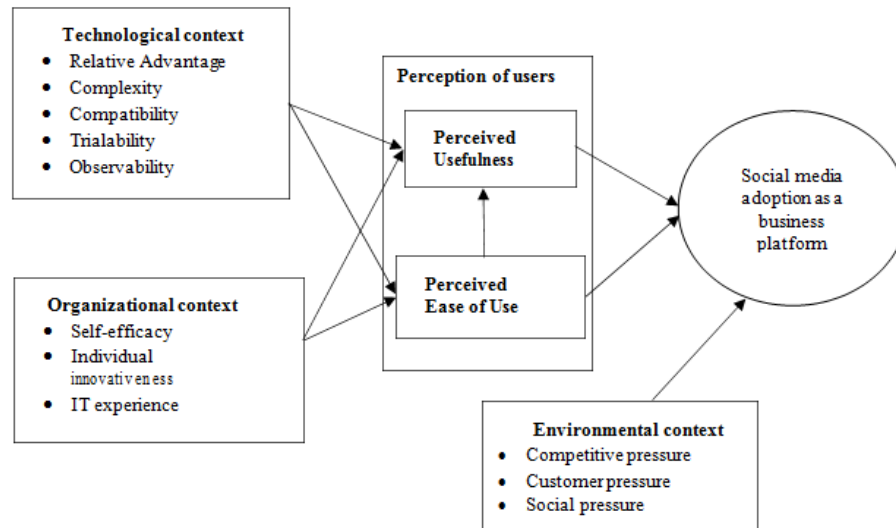 Technological context
• Relative Advantage
• Complexity
• Compatibility
• Trialability
• Observability
Perception of users
Perceived
Usefulness
Social media
adoption as a
business
platform
Perceived
Ease of Use
Organizational context
• Self-efficacy
• Individual
innovativeness
• IT experience
Environmental context
• Competitive pressure
• Customer pressure
• Social pressure